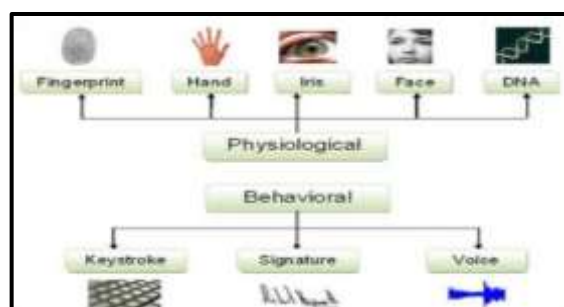 Fingerprint Hand Iris Face DNA
Physiological
Behavioral
Keystroke Signature Voice